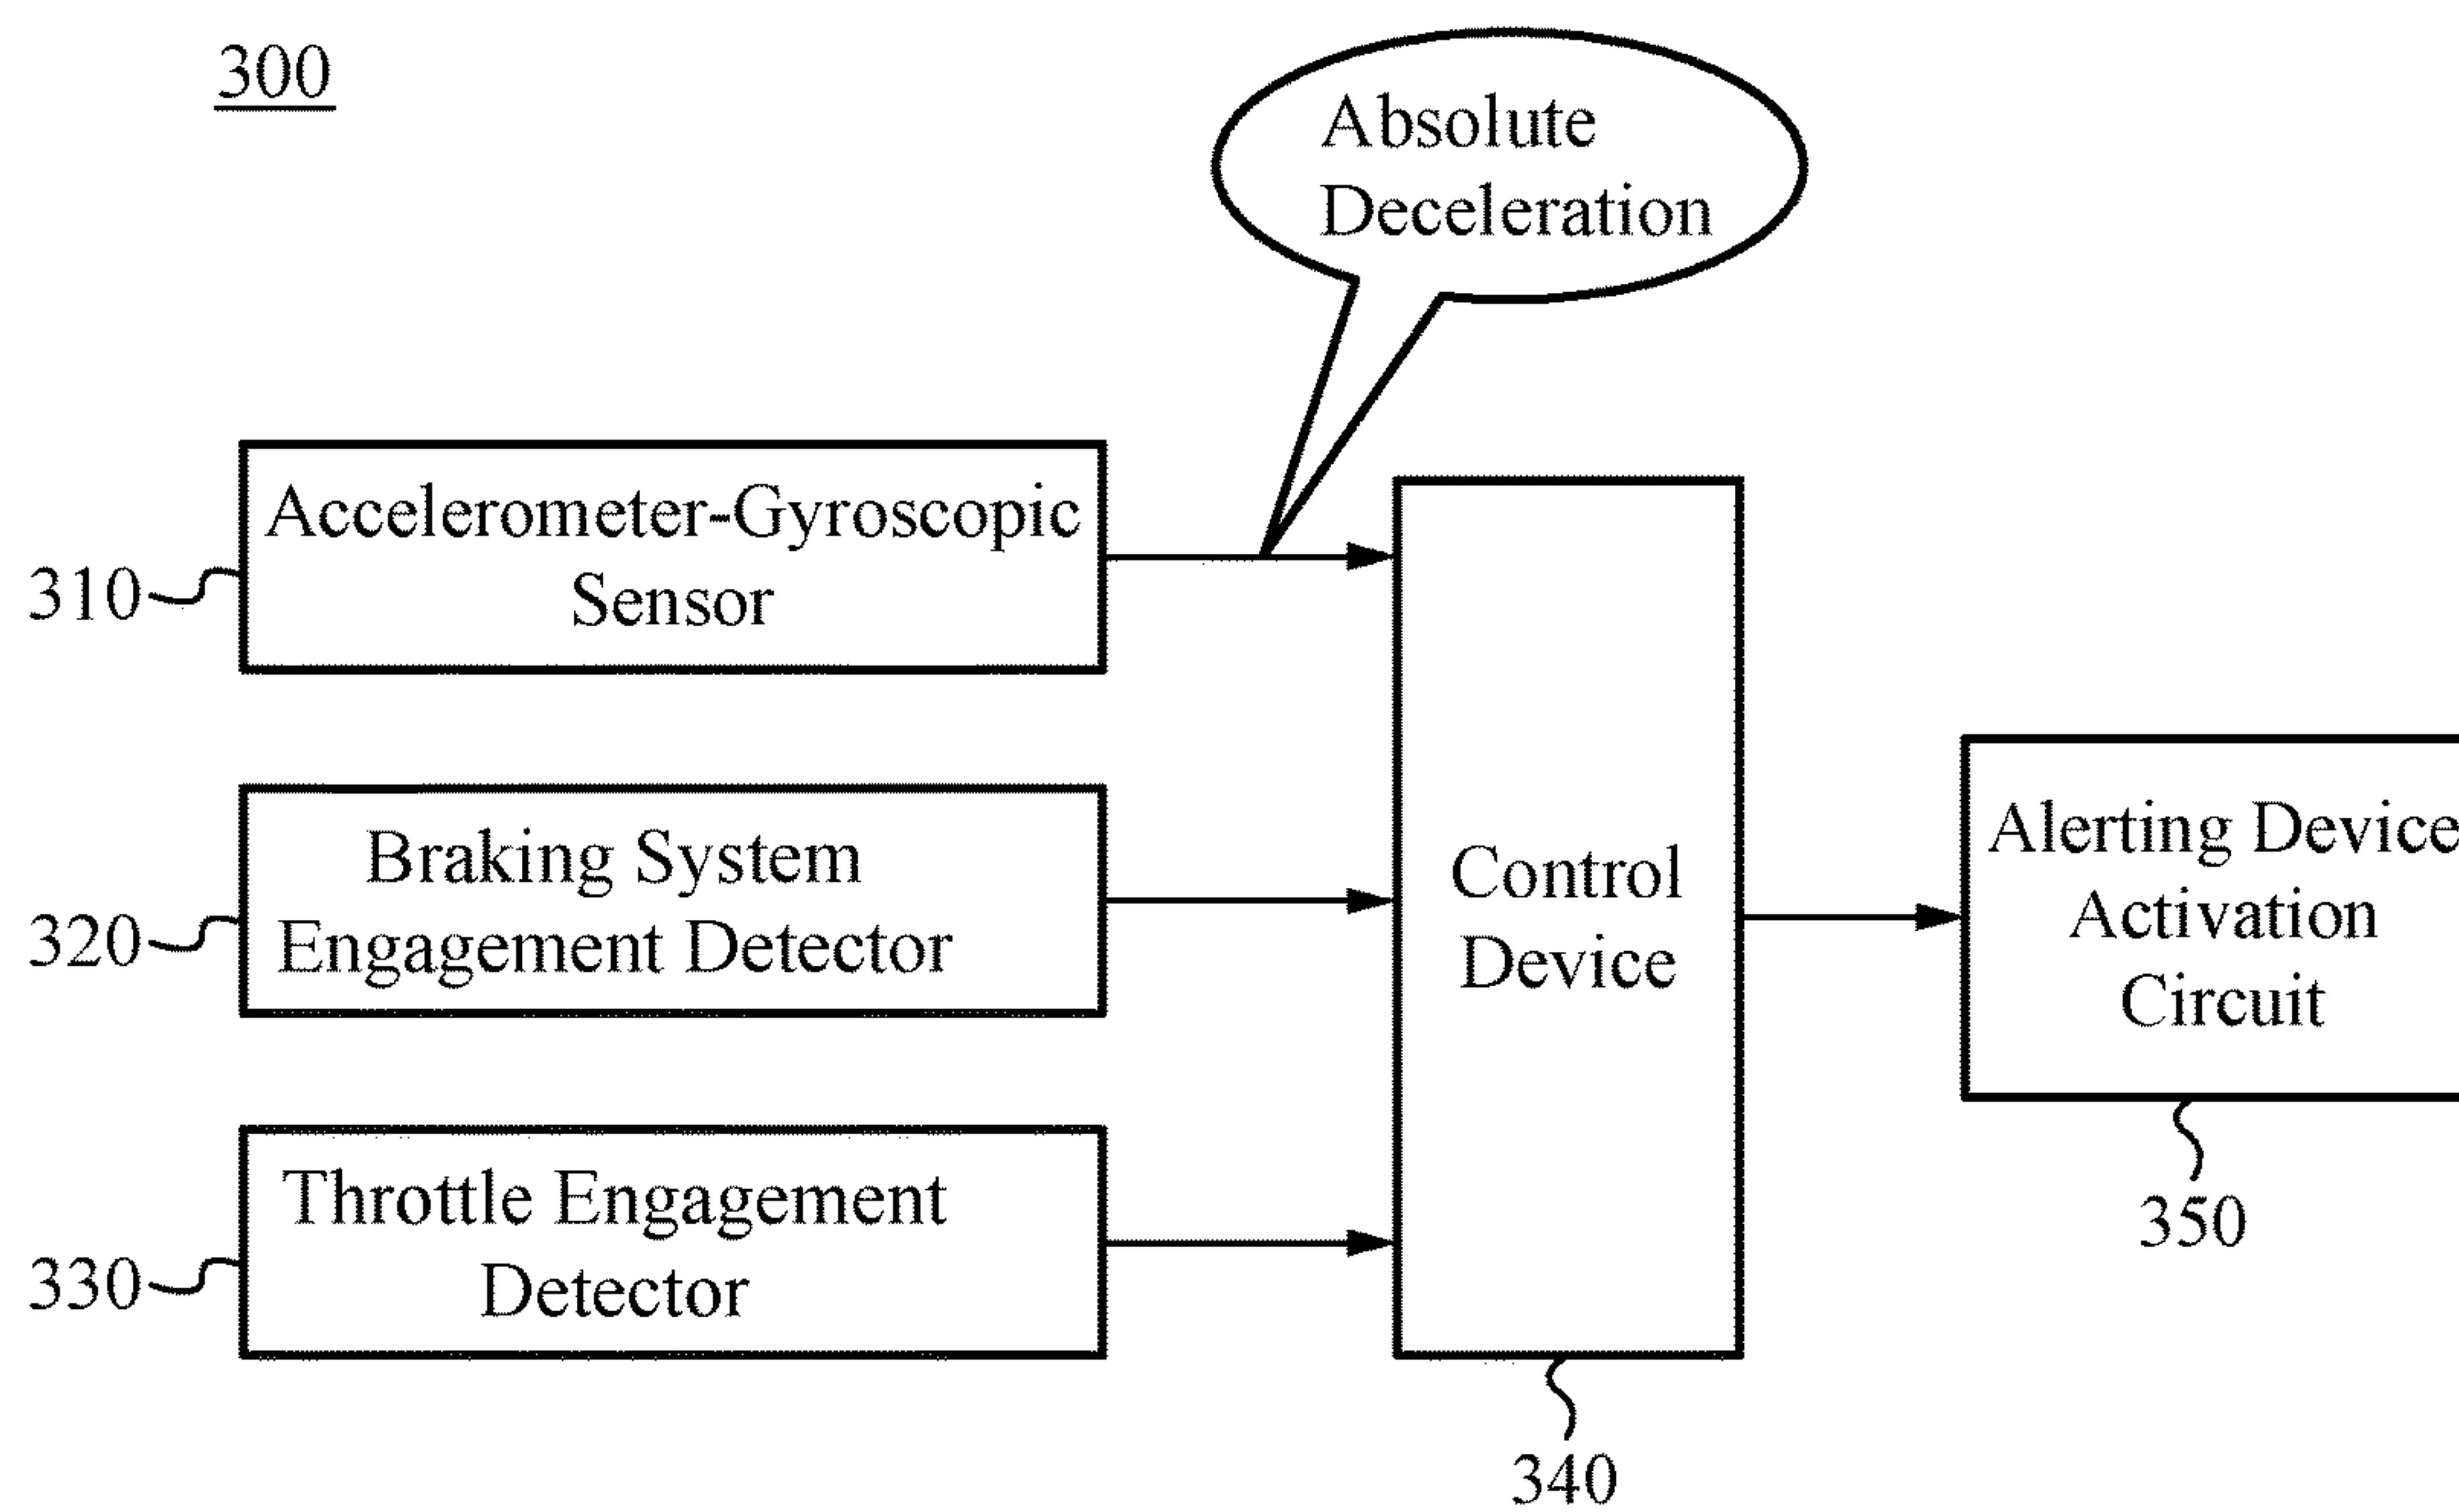 300
Absolute
Deceleration
Accelerometer-Gyroscopic
Sensor
310
Braking System
Engagement Detector
320
Throttle Engagement
Detector
330
Control
Device
340
Alerting Device
Activation
Circuit
350